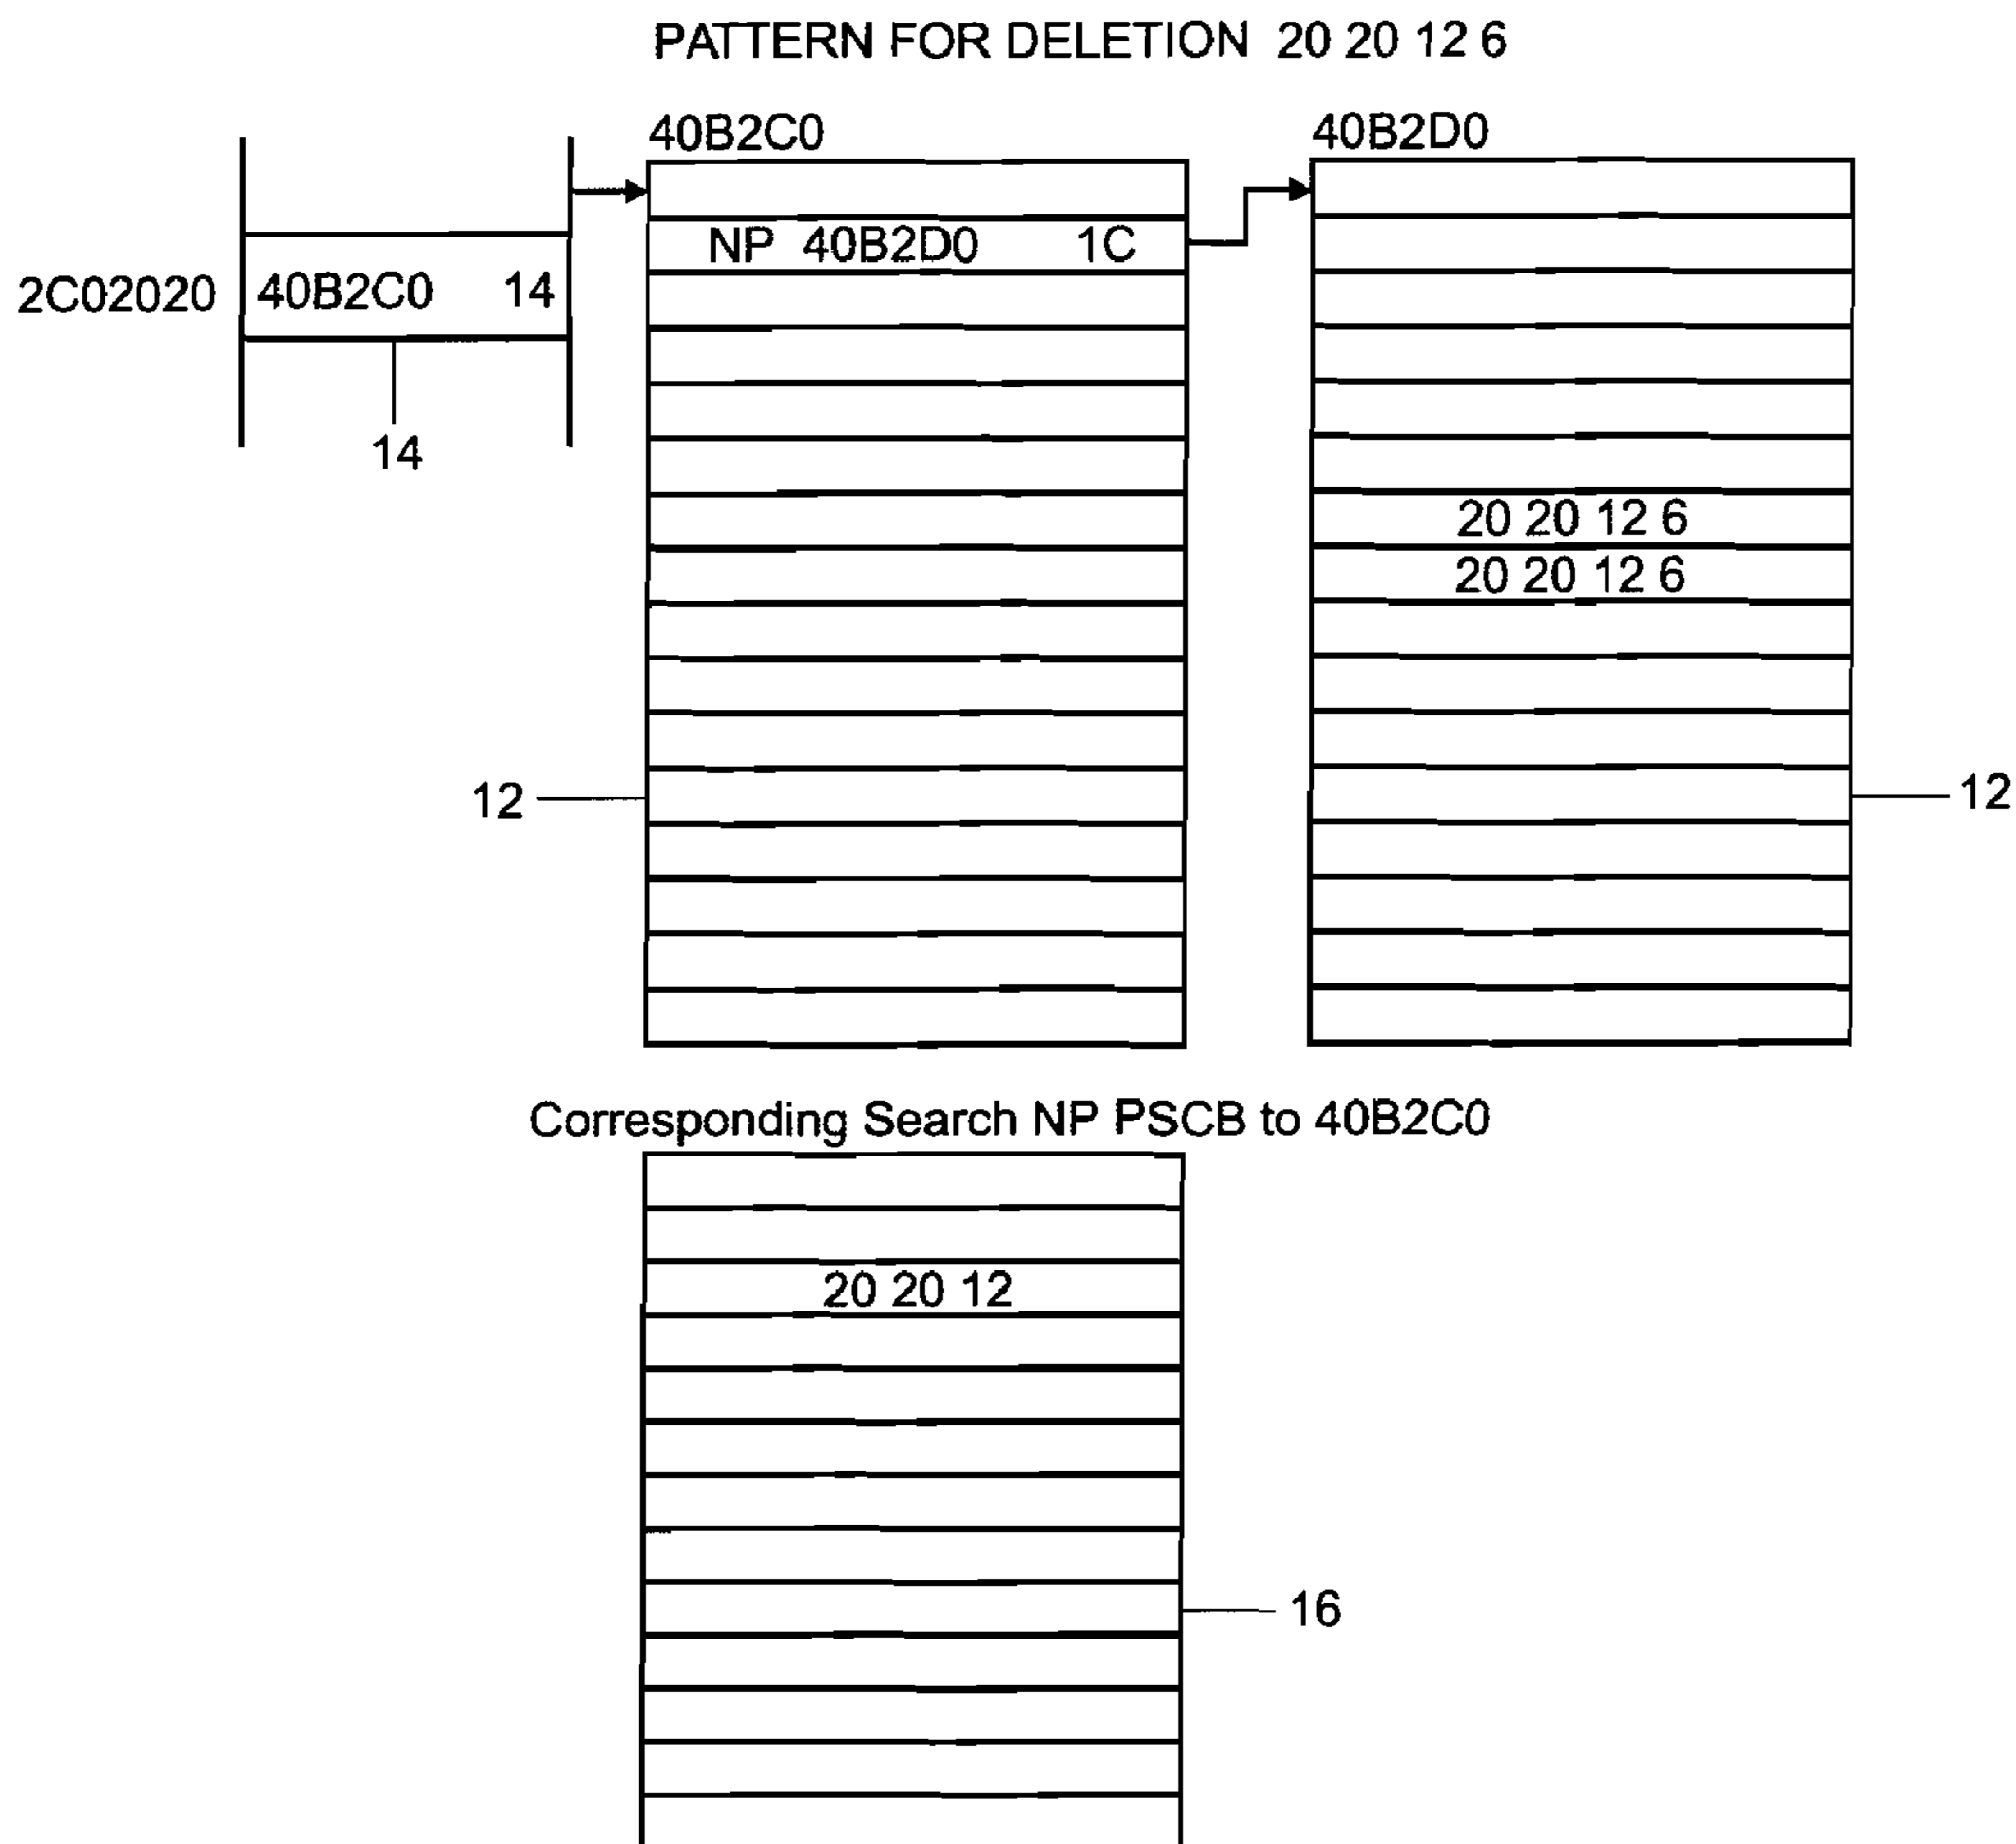 PATTERN FOR DELETION 20 20 12 6
40B2C0
40B2D0
NP 40B2D0 1C
2C02020
40B2C0 14
14
20 20 12 6
20 20 12 6
12
12
Corresponding Search NP PSCB to 40B2C0
20 20 12
16